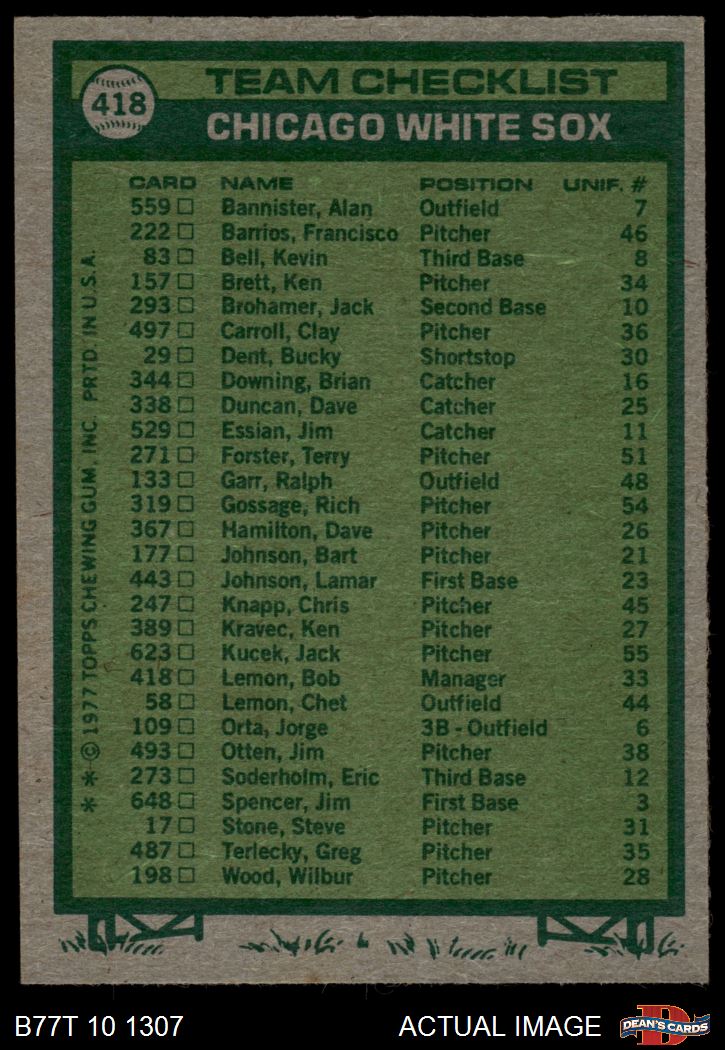 418
TEAM CHECKLIST
CHICAGO WHITE SOX
CARD NAME POSITION UNIF. #
559 □ Bannister, Alan Outfield 7
222 □ Barrios, Francisco Pitcher 46
83 □ Bell, Kevin Third Base 8
157 □ Brett, Ken Pitcher 34
293 □ Brohamer, Jack Second Base 10
497 □ Carroll, Clay Pitcher 36
29 □ Dent, Bucky Shortstop 30
344 □ Downing, Brian Catcher 16
338 □ Duncan, Dave Catcher 25
529 □ Essian, Jim Catcher 11
271 □ Forster, Terry Pitcher 51
133 □ Garr, Ralph Outfield 48
319 □ Gossage, Rich Pitcher 54
367 □ Hamilton, Dave Pitcher 26
177 □ Johnson, Bart Pitcher 21
443 □ Johnson, Lamar First Base 23
247 □ Knapp, Chris Pitcher 45
389 □ Kravec, Ken Pitcher 27
623 □ Kucek, Jack Pitcher 55
418 □ Lemon, Bob Manager 33
58 □ Lemon, Chet Outfield 44
109 □ Orta, Jorge 3B - Outfield 6
493 □ Otten, Jim Pitcher 38
273 □ Soderholm, Eric Third Base 12
648 □ Spencer, Jim First Base 3
17 □ Stone, Steve Pitcher 31
487 □ Terlecky, Greg Pitcher 35
198 □ Wood, Wilbur Pitcher 28
* * © 1977 TOPPS CHEWING GUM, INC. PRTD. IN U.S.A.
B77T 10 1307 ACTUAL IMAGE
D
DEAN'S CARDS